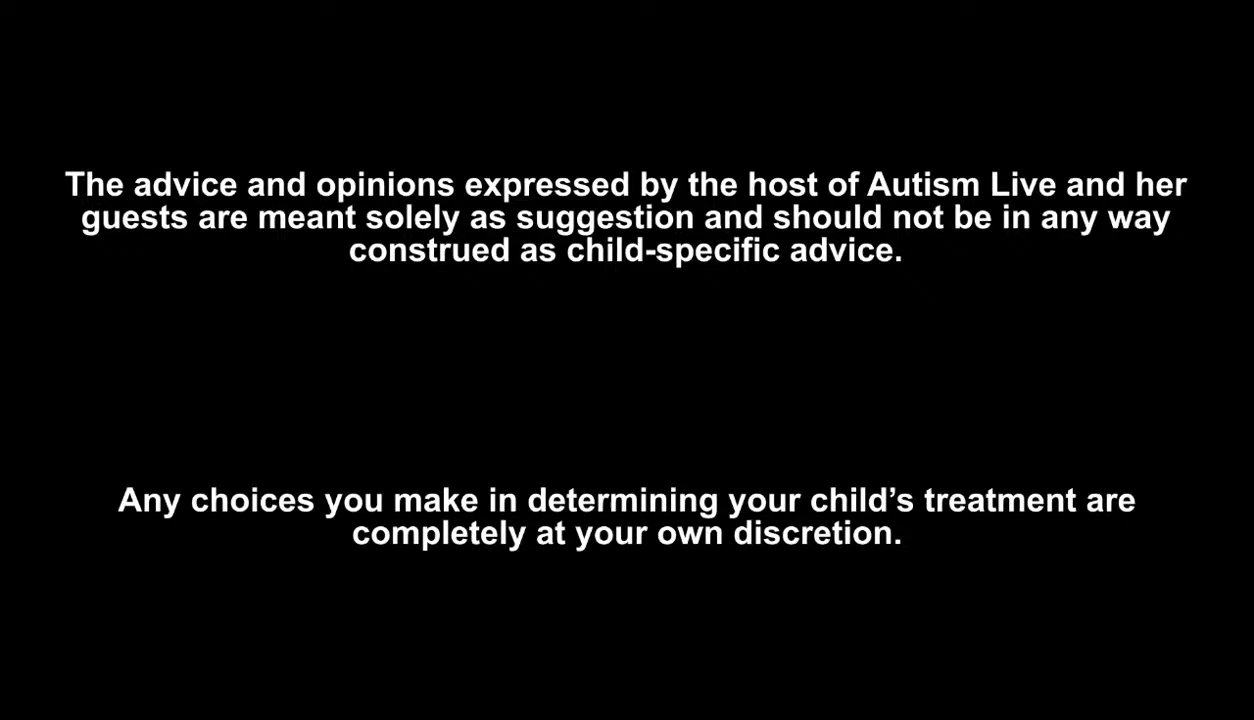 The advice and opinions expressed by the host of Autism Live and her
guests are meant solely as suggestion and should not be in any way
construed as child-specific advice.
Any choices you make in determining your child’s treatment are
completely at your own discretion.